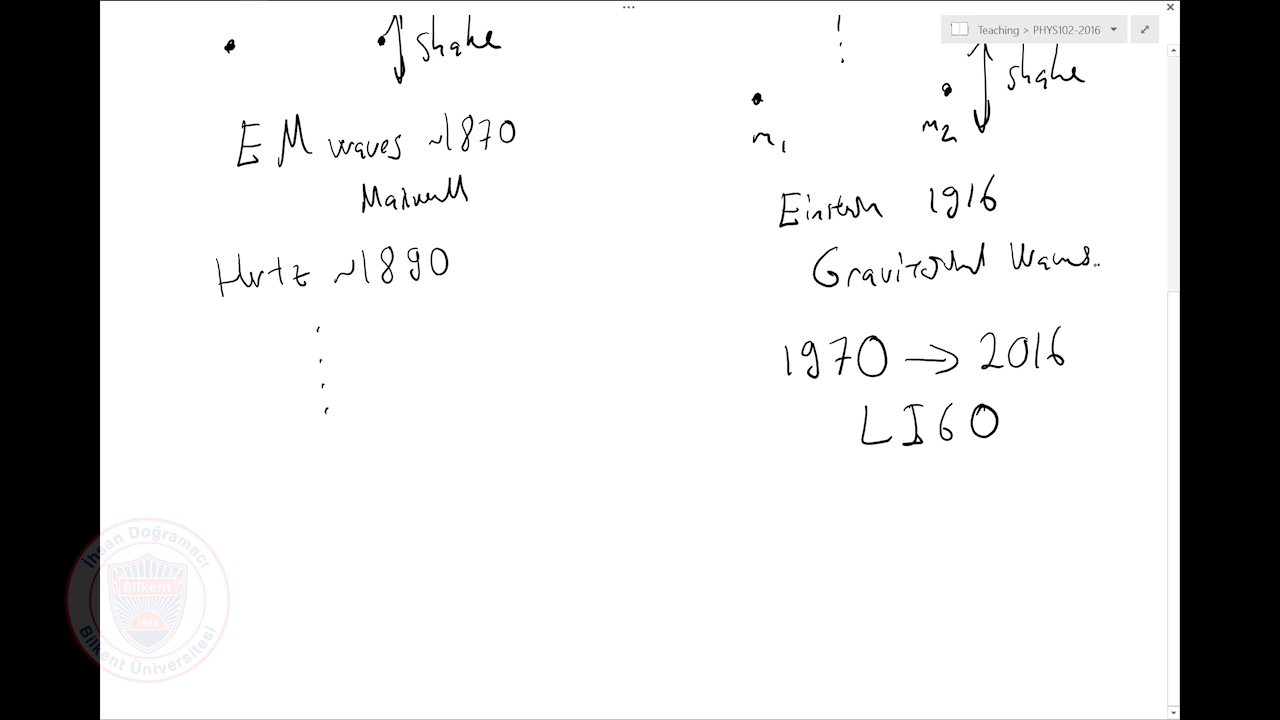 Teaching > PHYS102-2016
shake
shake
m1
m2
EM waves ~1870
Maxwell
Hertz ~1890
Einstein 1916
Gravitational Waves..
1970 → 2016
LIGO
İhsan Doğramacı
Bilkent
1984
Bilkent Üniversitesi